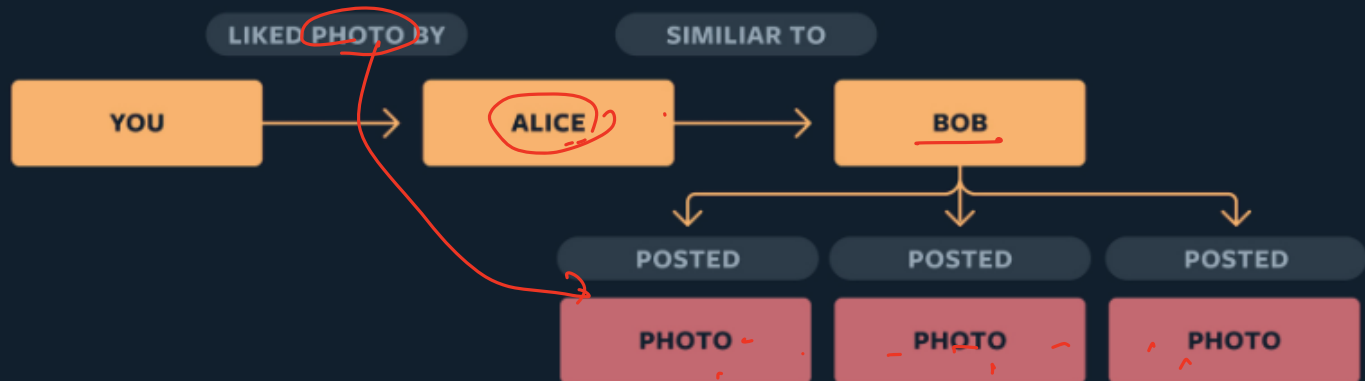 LIKED PHOTO BY
SIMILIAR TO
YOU
ALICE
BOB
POSTED
POSTED
POSTED
PHOTO
PHOTO
PHOTO